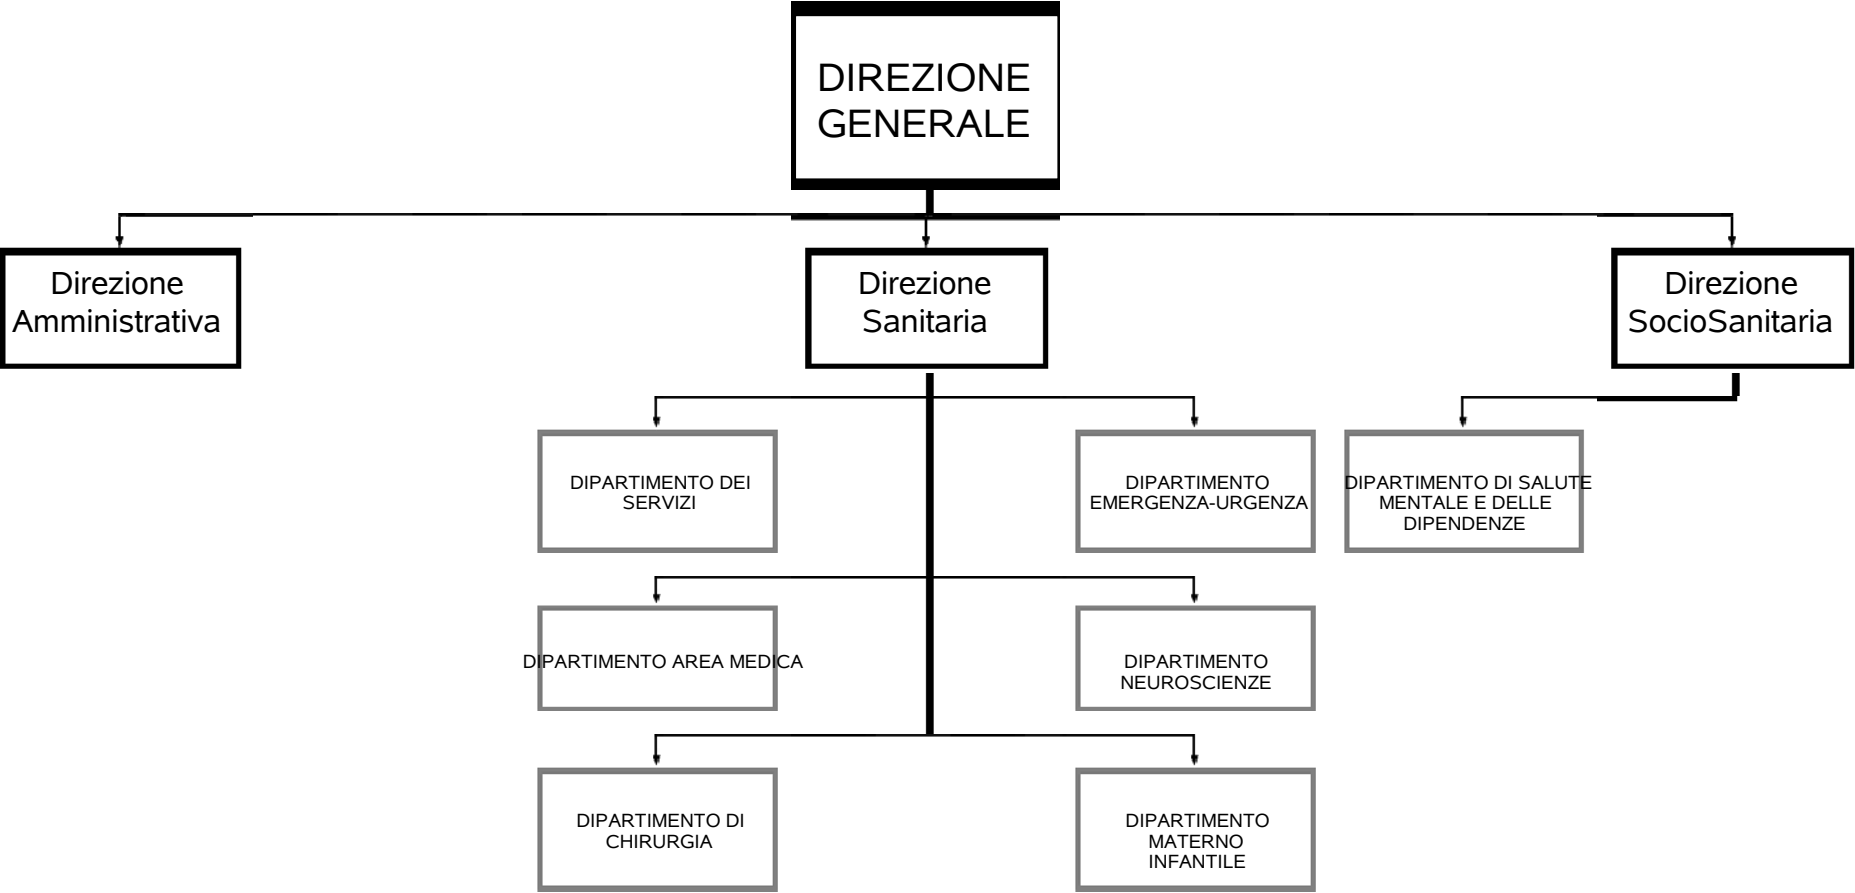 DIREZIONE
GENERALE
Direzione
Amministrativa
Direzione
Sanitaria
Direzione
SocioSanitaria
DIPARTIMENTO DEI
SERVIZI
DIPARTIMENTO
EMERGENZA-URGENZA
DIPARTIMENTO DI SALUTE
MENTALE E DELLE
DIPENDENZE
DIPARTIMENTO AREA MEDICA
DIPARTIMENTO
NEUROSCIENZE
DIPARTIMENTO DI
CHIRURGIA
DIPARTIMENTO
MATERNO
INFANTILE